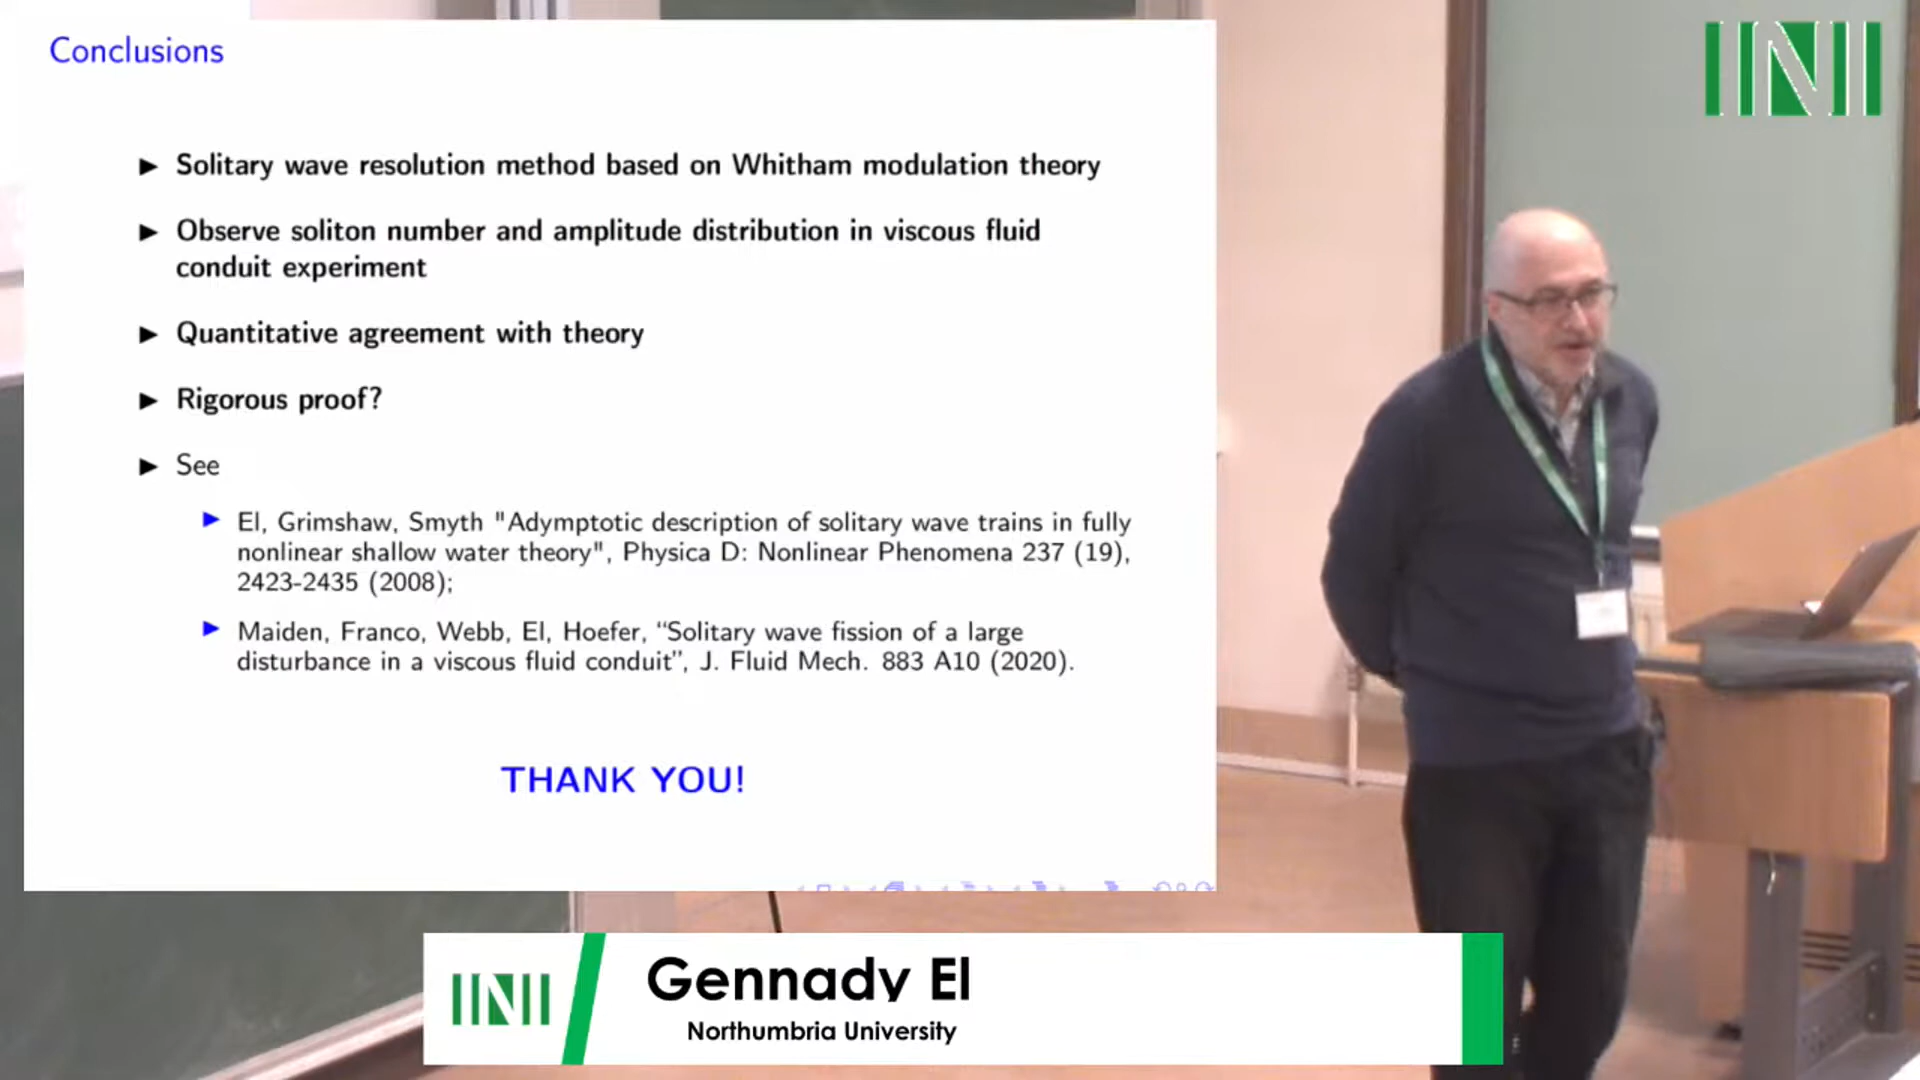 Conclusions
Solitary wave resolution method based on Whitham modulation theory
Observe soliton number and amplitude distribution in viscous fluid
conduit experiment
Quantitative agreement with theory
Rigorous proof?
See
El, Grimshaw, Smyth "Adymptotic description of solitary wave trains in fully
nonlinear shallow water theory", Physica D: Nonlinear Phenomena 237 (19),
2423-2435 (2008);
Maiden, Franco, Webb, El, Hoefer, “Solitary wave fission of a large
disturbance in a viscous fluid conduit”, J. Fluid Mech. 883 A10 (2020).
THANK YOU!
INI
INI
Gennady El
Northumbria University